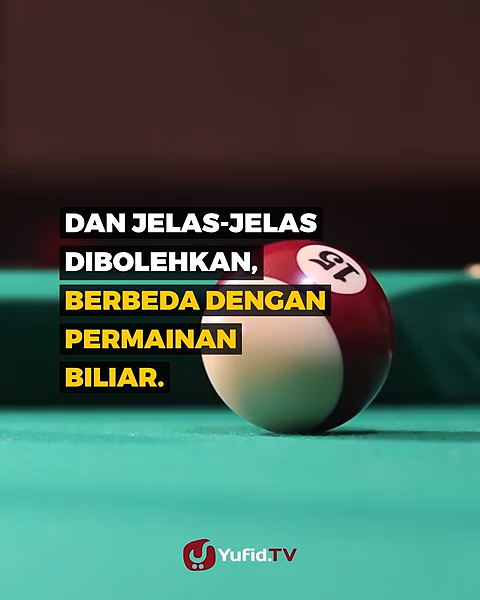 15
DAN JELAS-JELAS
DIBOLEHKAN,
BERBEDA DENGAN
PERMAINAN
BILIAR.
Yufid.TV